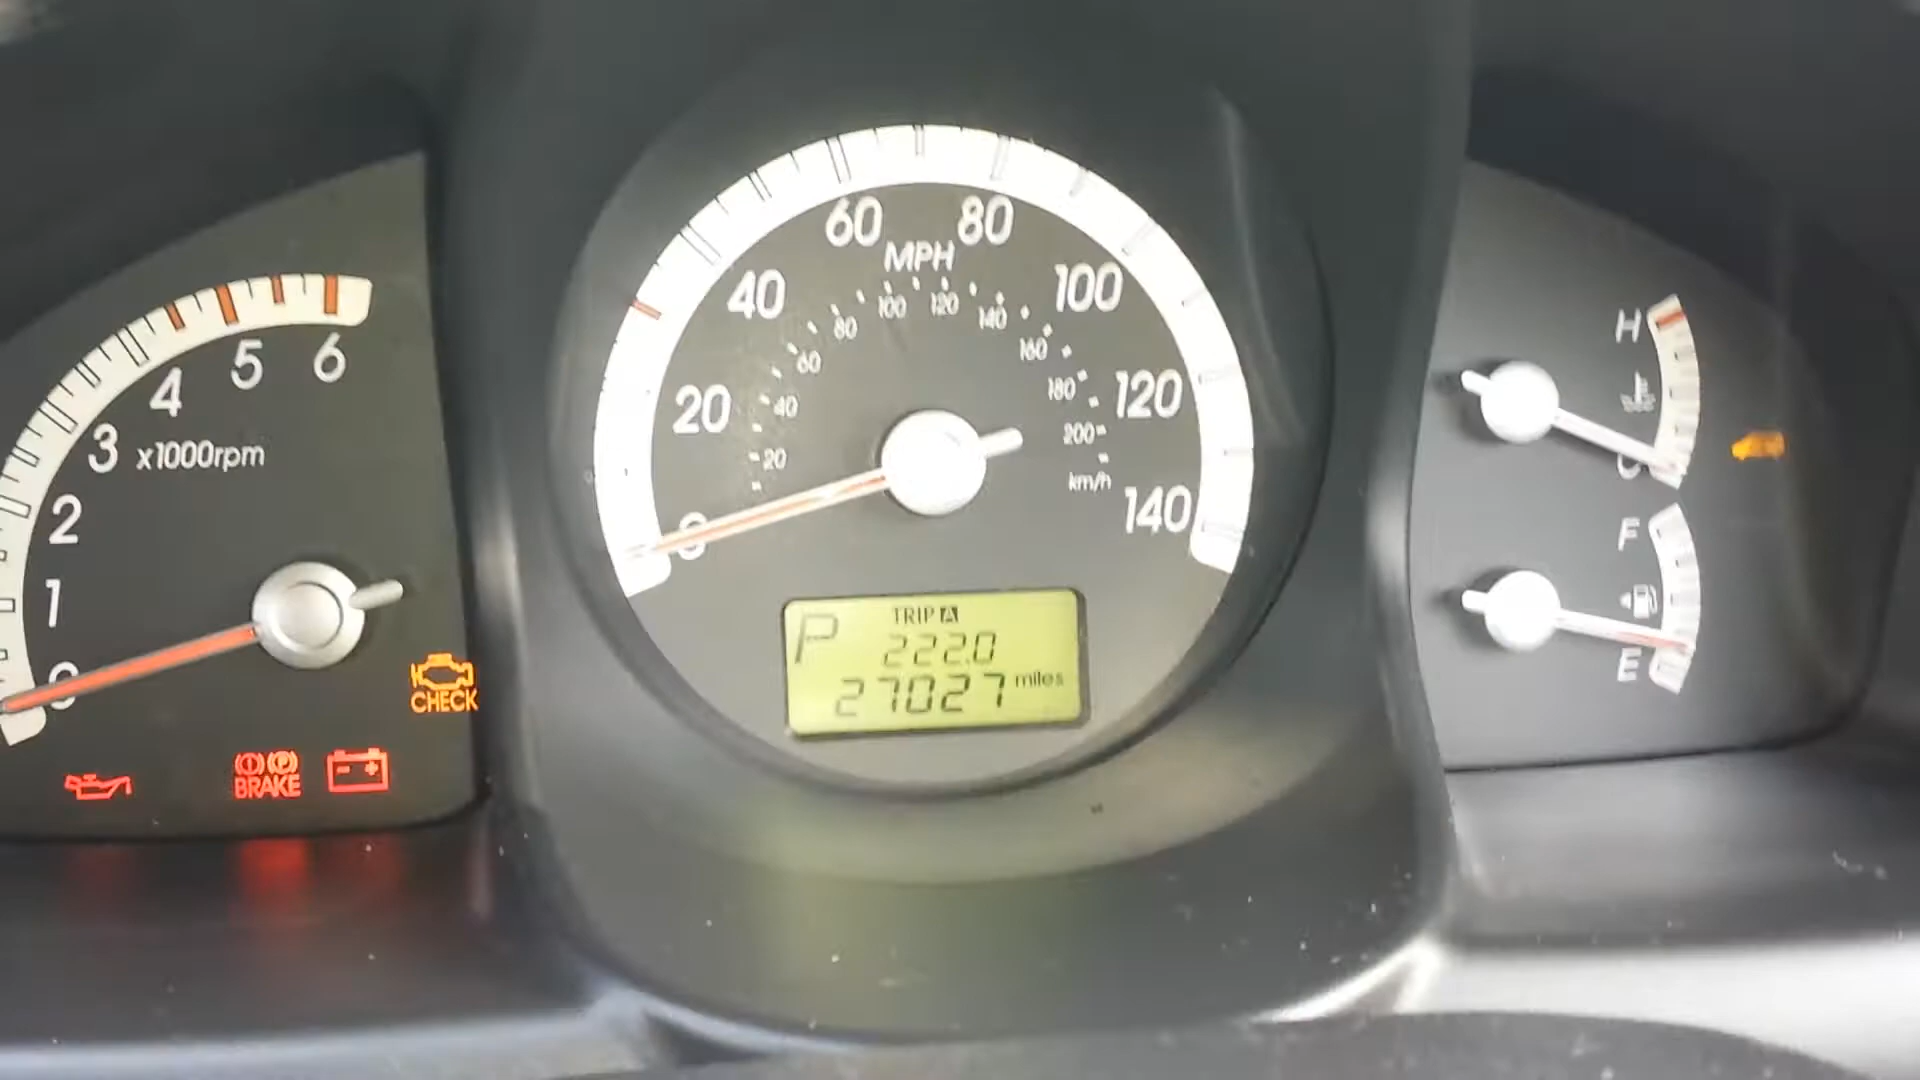 6
5
4
3 x1000rpm
2
1
0
CHECK
BRAKE
P
60 80
MPH
40 100
20 120
0 140
100 120
80 140
60 160
40 180
20 200
km/h
P TRIP A
222.0
27027 miles
H
C
F
E